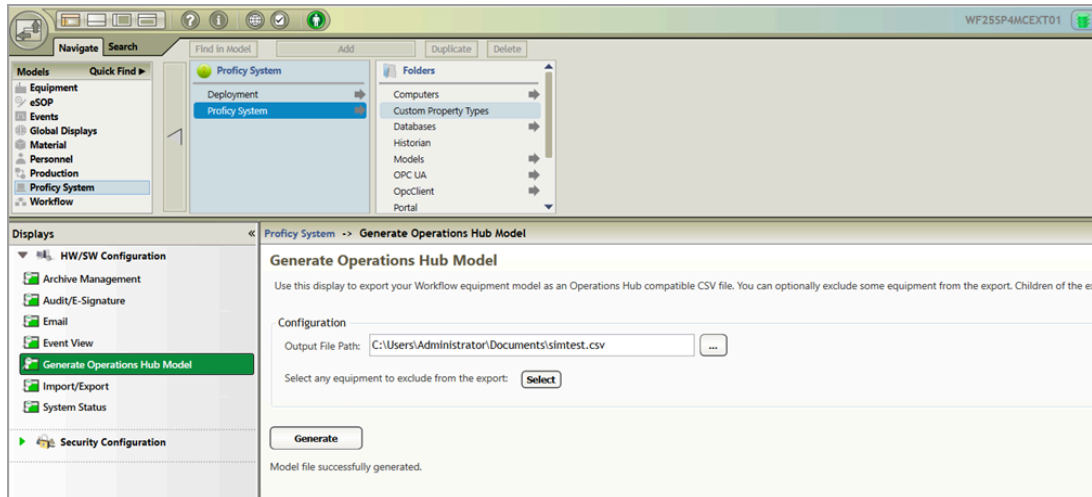 WF25SP4MCEXT01
Navigate Search
Find in Model Add Duplicate Delete
Models Quick Find
Equipment
eSOP
Events
Global Displays
Material
Personnel
Production
Proficy System
Workflow
Proficy System
Deployment
Proficy System
Folders
Computers
Custom Property Types
Databases
Historian
Models
OPC UA
OpcClient
Portal
Displays
HW/SW Configuration
Archive Management
Audit/E-Signature
Email
Event View
Generate Operations Hub Model
Import/Export
System Status
Security Configuration
Proficy System -> Generate Operations Hub Model
Generate Operations Hub Model
Use this display to export your Workflow equipment model as an Operations Hub compatible CSV file. You can optionally exclude some equipment from the export. Children of the e
Configuration
Output File Path: C:\Users\Administrator\Documents\simtest.csv ...
Select any equipment to exclude from the export: Select
Generate
Model file successfully generated.